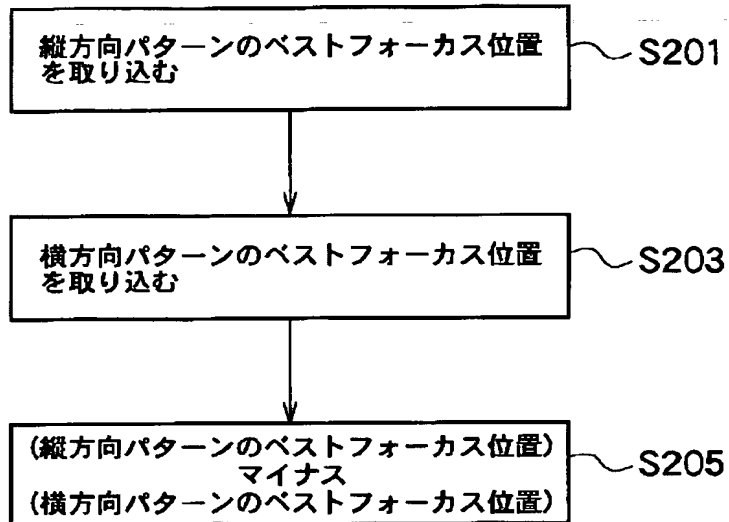 縦方向パターンのベストフォーカス位置
を取り込む
S201
横方向パターンのベストフォーカス位置
を取り込む
S203
(縦方向パターンのベストフォーカス位置)
マイナス
(横方向パターンのベストフォーカス位置)
S205